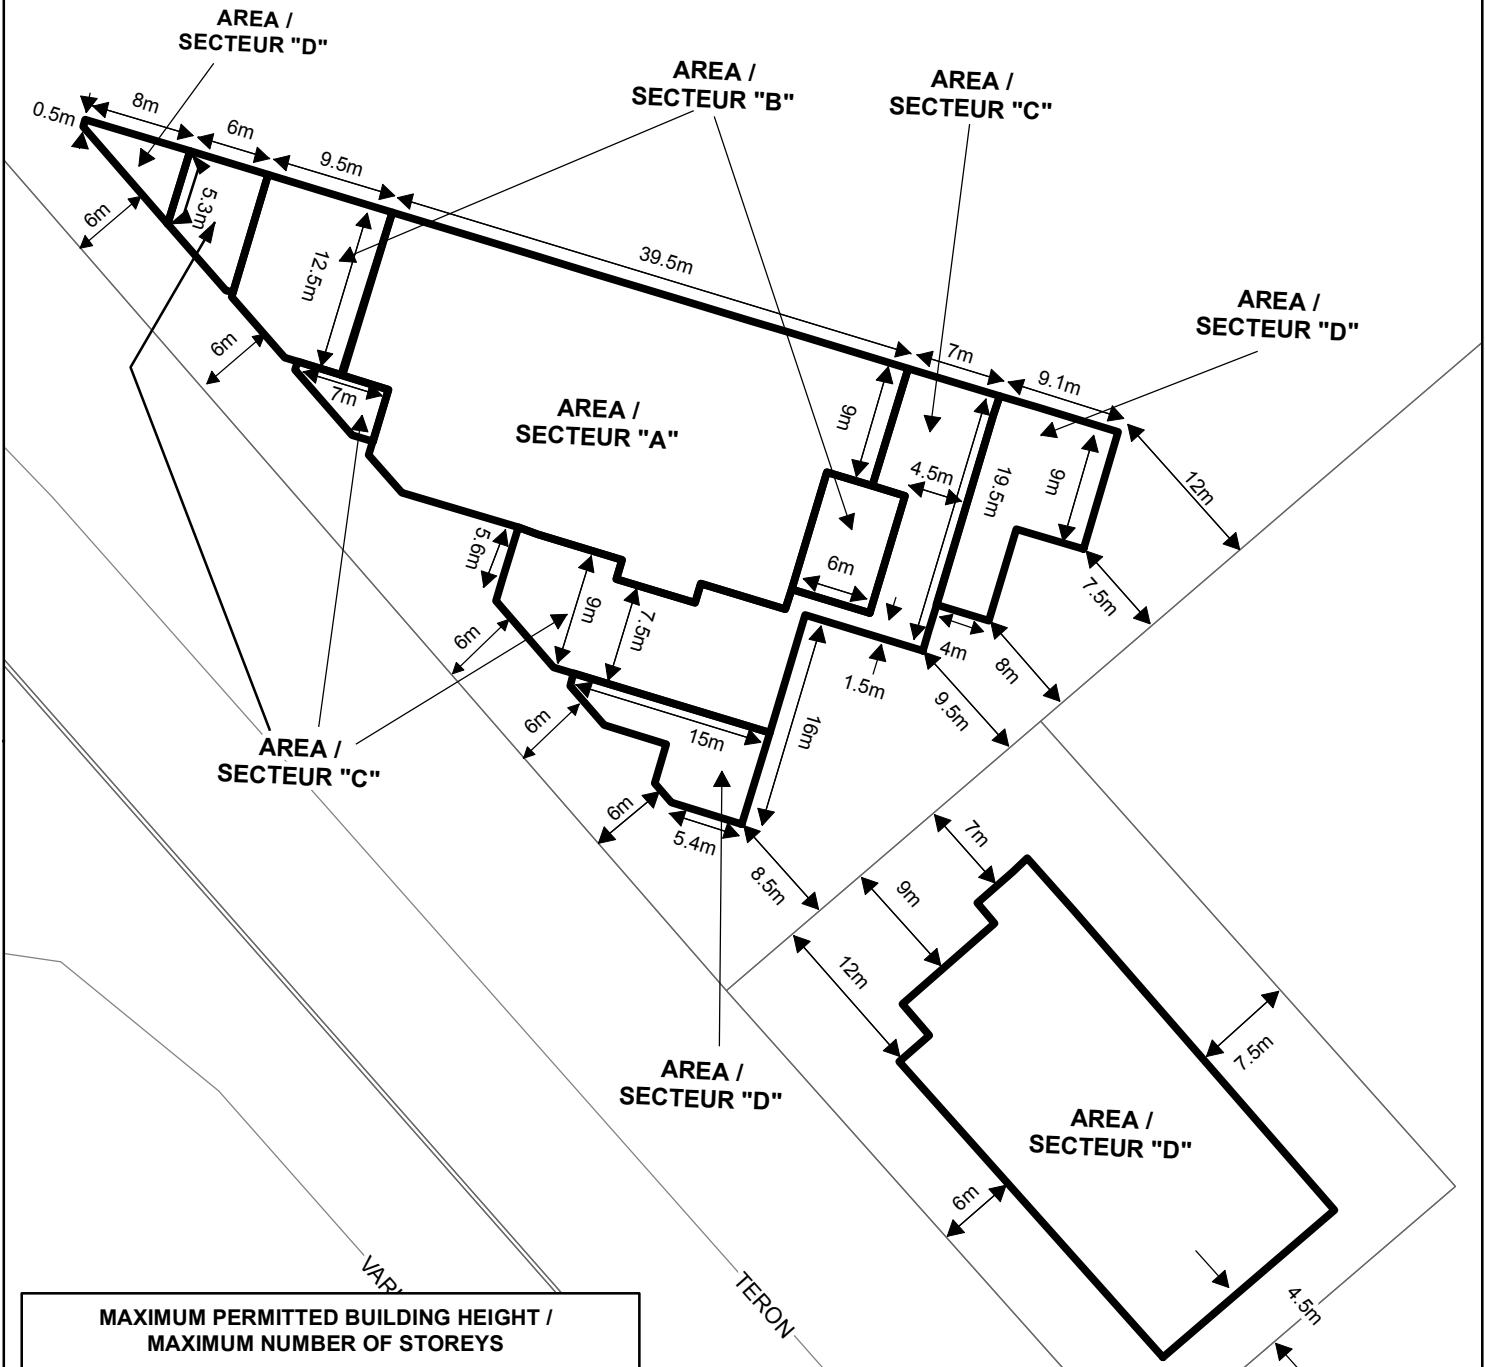 AREA /
SECTEUR "D"
AREA /
SECTEUR "B"
AREA /
SECTEUR "C"
0.5m
8m
6m
9.5m
39.5m
7m
9.1m
AREA /
SECTEUR "D"
5.3m
6m
12.5m
6m
7m
AREA /
SECTEUR "A"
9m
4.5m
19.5m
9m
12m
5.6m
9m
7.5m
6m
6m
1.5m
4m
7.5m
8m
9.5m
6m
15m
16m
AREA /
SECTEUR "C"
6m
5.4m
8.5m
7m
9m
12m
AREA /
SECTEUR "D"
7.5m
AREA /
SECTEUR "D"
6m
4.5m
TERON
MAXIMUM PERMITTED BUILDING HEIGHT /
MAXIMUM NUMBER OF STOREYS